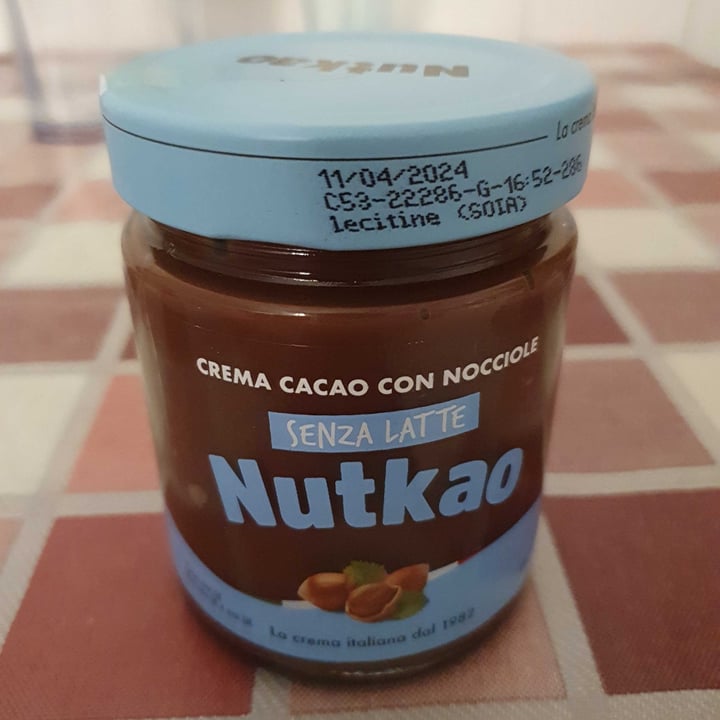 Nutkao
La crema
11/04/2024
C53-22286-G-16:52-286
lecitine (SOIA)
CREMA CACAO CON NOCCIOLE
SENZA LATTE
Nutkao
La crema italiana dal 1982